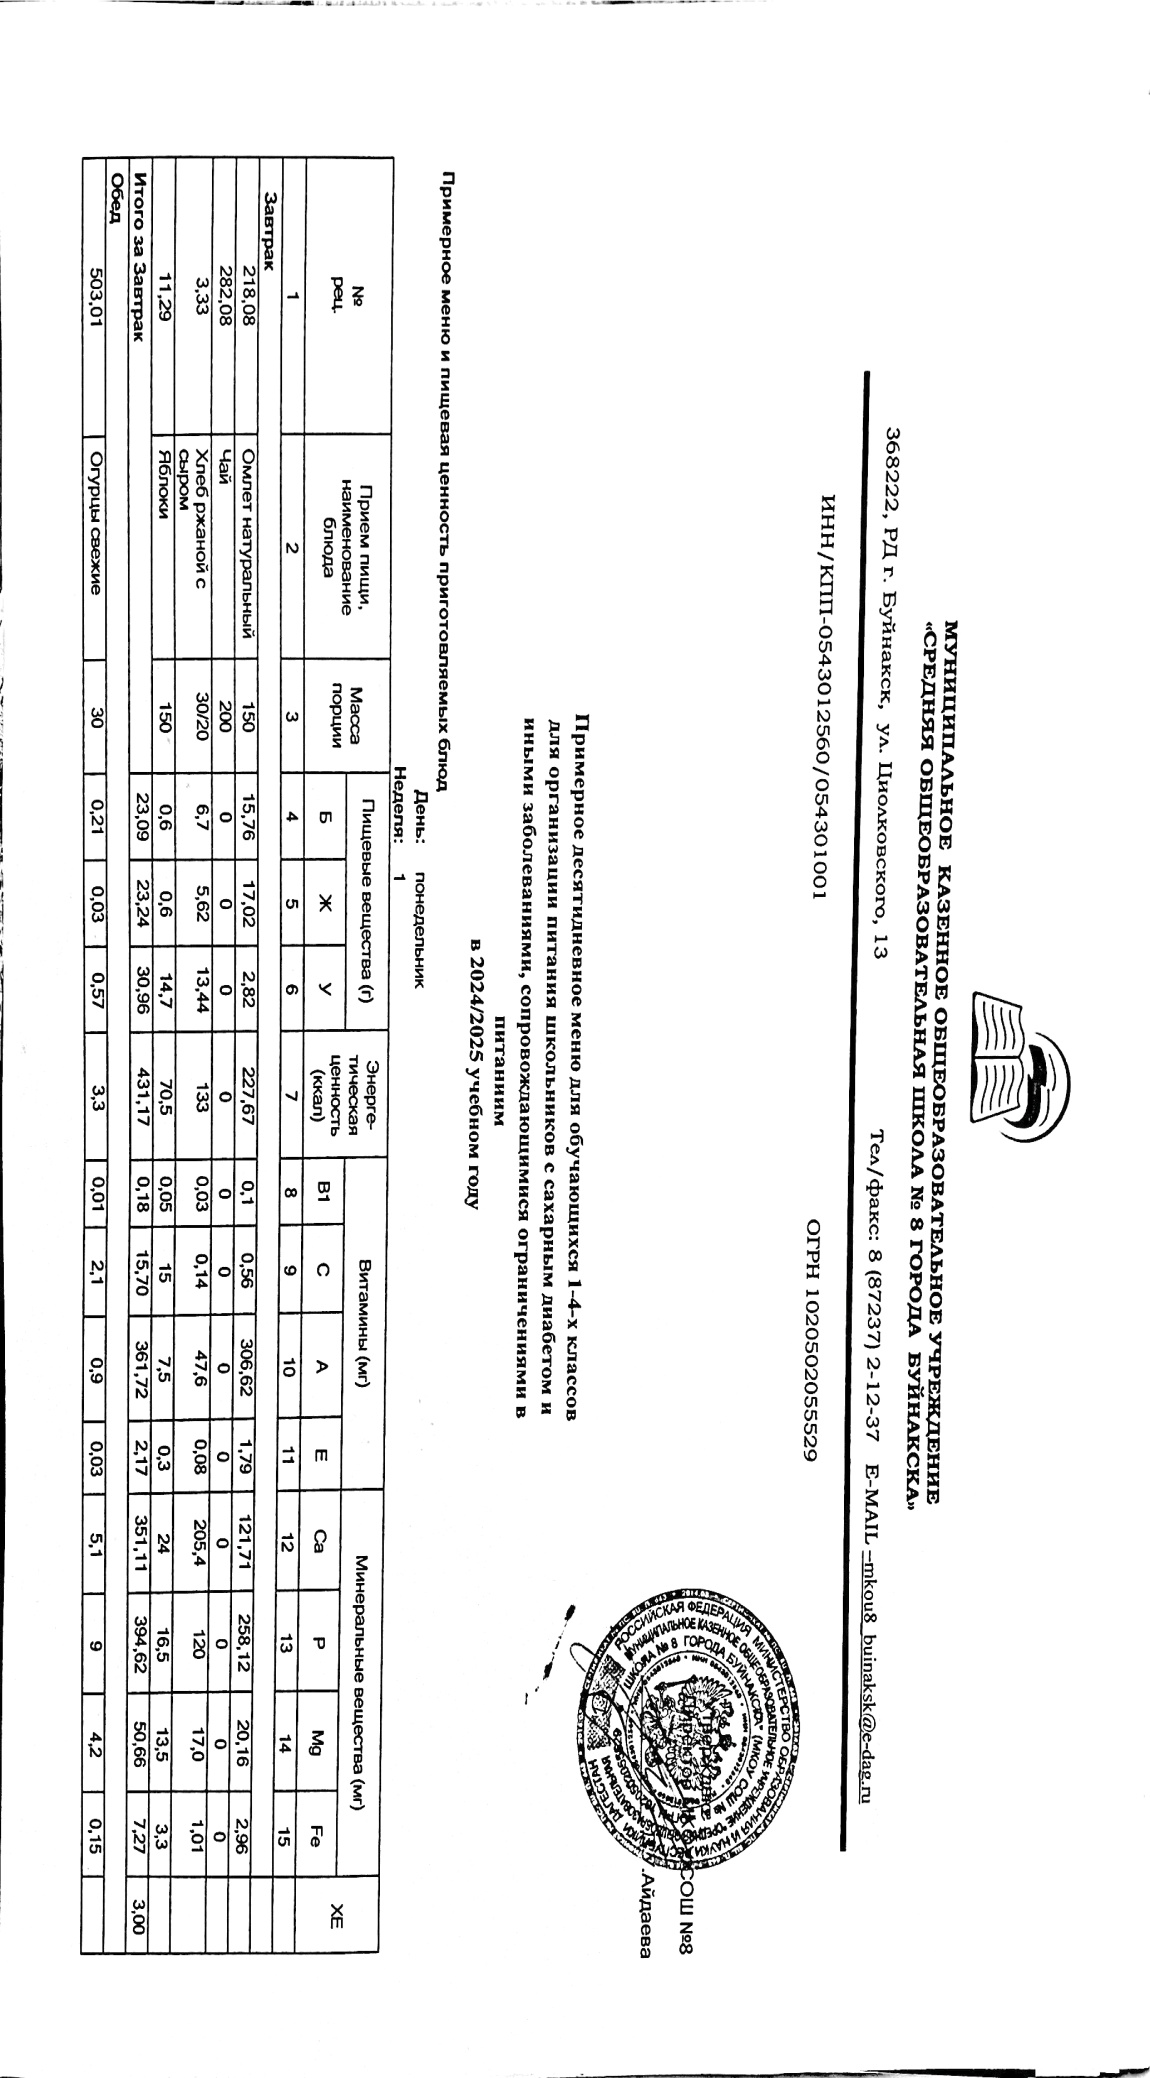 МУНИЦИПАЛЬНОЕ КАЗЕННОЕ ОБЩЕОБРАЗОВАТЕЛЬНОЕ УЧРЕЖДЕНИЕ
«СРЕДНЯЯ ОБЩЕОБРАЗОВАТЕЛЬНАЯ ШКОЛА № 8 ГОРОДА БУЙНАКСКА»
368222, РД г. Буйнакск, ул. Циолковского, 13 Тел/факс: 8 (87237) 2-12-37 E-MAIL –mkou8_buinaksk@e-dag.ru
ИНН/КПП-0543012560/054301001 ОГРН 1020502055529
СОШ №8
.Айдаева
Примерное десятидневное меню для обучающихся 1-4-х классов
для организации питания школьников с сахарным диабетом и
иными заболеваниями, сопровождающимися ограничениями в
питаниим
в 2024/2025 учебном году
Примерное меню и пищевая ценность приготовляемых блюд
День: понедельник
Неделя: 1
№ рец. Прием пищи, наименование блюда Масса порции Пищевые вещества (г) Энерге-тическая ценность (ккал) Витамины (мг) Минеральные вещества (мг) ХЕ
Б Ж У В1 С А Е Са Р Mg Fe
1 2 3 4 5 6 7 8 9 10 11 12 13 14 15
Завтрак
218,08 Омлет натуральный 150 15,76 17,02 2,82 227,67 0,1 0,56 306,62 1,79 121,71 258,12 20,16 2,96
282,08 Чай 200 0 0 0 0 0 0 0 0 0 0 0 0
3,33 Хлеб ржаной с сыром 30/20 6,7 5,62 13,44 133 0,03 0,14 47,6 0,08 205,4 120 17,0 1,01
11,29 Яблоки 150 0,6 0,6 14,7 70,5 0,05 15 7,5 0,3 24 16,5 13,5 3,3
Итого за Завтрак 23,09 23,24 30,96 431,17 0,18 15,70 361,72 2,17 351,11 394,62 50,66 7,27 3,00
Обед
503,01 Огурцы свежие 30 0,21 0,03 0,57 3,3 0,01 2,1 0,9 0,03 5,1 9 4,2 0,15